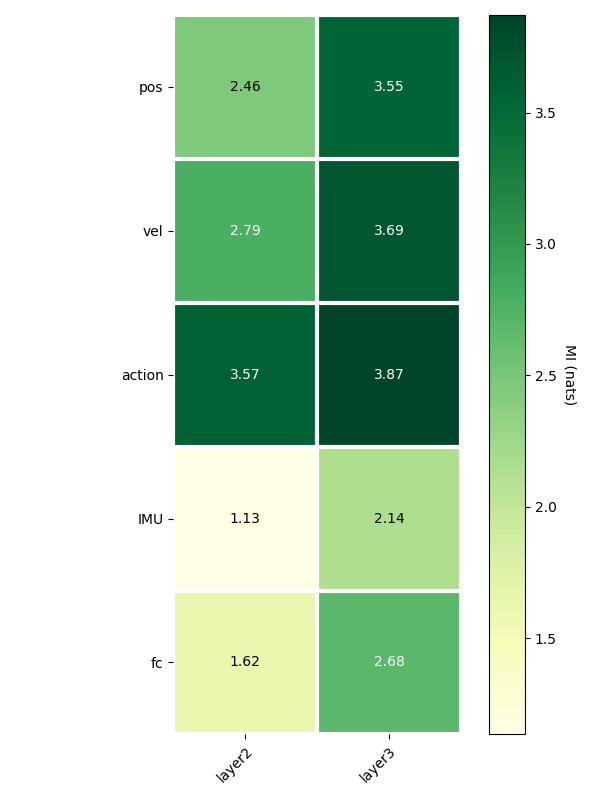 pos 2.46 3.55
vel 2.79 3.69
action 3.57 3.87
IMU 1.13 2.14
fc 1.62 2.68
layer2 layer3
3.5
3.0
2.5
2.0
1.5
MI (nats)